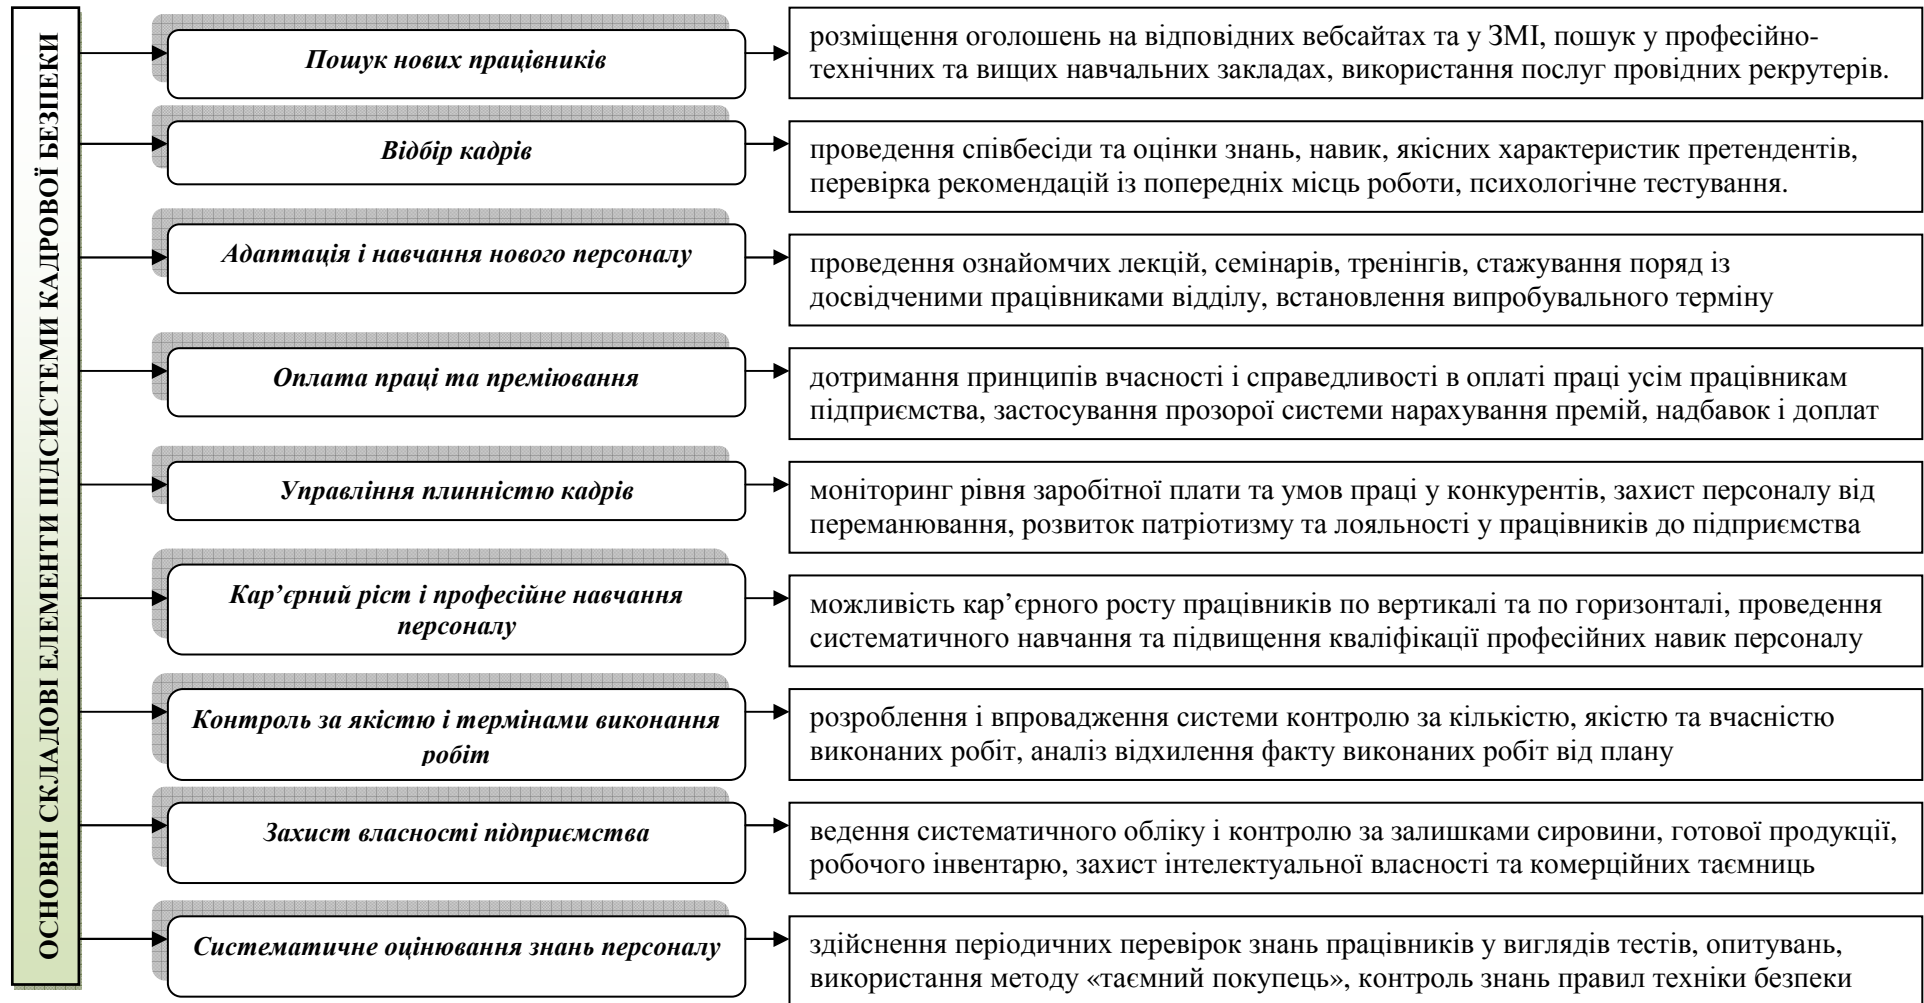 ОСНОВНІ СКЛАДОВІ ЕЛЕМЕНТИ ПІДСИСТЕМИ КАДРОВОЇ БЕЗПЕКИ
Пошук нових працівників
розміщення оголошень на відповідних вебсайтах та у ЗМІ, пошук у професійно-
технічних та вищих навчальних закладах, використання послуг провідних рекрутерів.
Відбір кадрів
проведення співбесіди та оцінки знань, навик, якісних характеристик претендентів,
перевірка рекомендацій із попередніх місць роботи, психологічне тестування.
Адаптація і навчання нового персоналу
проведення ознайомчих лекцій, семінарів, тренінгів, стажування поряд із
досвідченими працівниками відділу, встановлення випробувального терміну
Оплата праці та преміювання
дотримання принципів вчасності і справедливості в оплаті праці усім працівникам
підприємства, застосування прозорої системи нарахування премій, надбавок і доплат
Управління плинністю кадрів
моніторинг рівня заробітної плати та умов праці у конкурентів, захист персоналу від
переманювання, розвиток патріотизму та лояльності у працівників до підприємства
Кар’єрний ріст і професійне навчання
персоналу
можливість кар’єрного росту працівників по вертикалі та по горизонталі, проведення
систематичного навчання та підвищення кваліфікації професійних навик персоналу
Контроль за якістю і термінами виконання
робіт
розроблення і впровадження системи контролю за кількістю, якістю та вчасністю
виконаних робіт, аналіз відхилення факту виконаних робіт від плану
Захист власності підприємства
ведення систематичного обліку і контролю за залишками сировини, готової продукції,
робочого інвентарю, захист інтелектуальної власності та комерційних таємниць
Систематичне оцінювання знань персоналу
здійснення періодичних перевірок знань працівників у виглядів тестів, опитувань,
використання методу «таємний покупець», контроль знань правил техніки безпеки